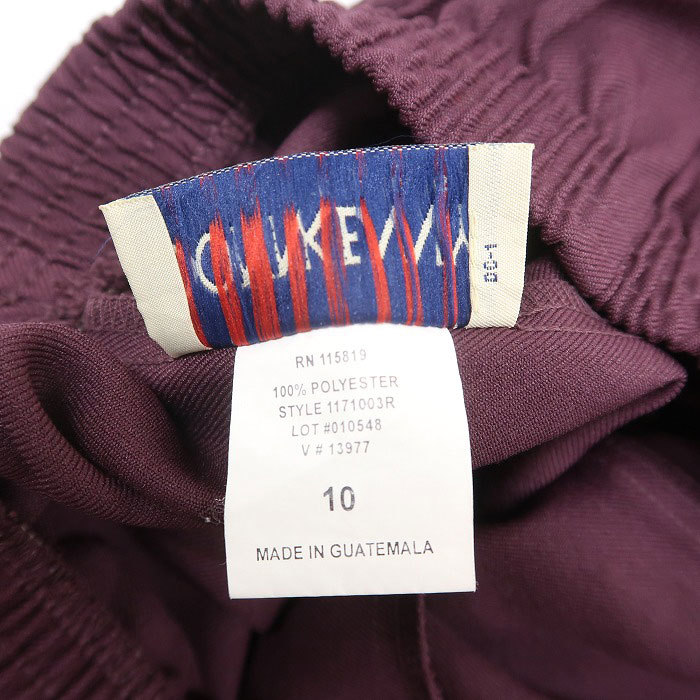 RN 115819
100% POLYESTER
STYLE 1171003R
LOT #010548
V # 13977
10
MADE IN GUATEMALA